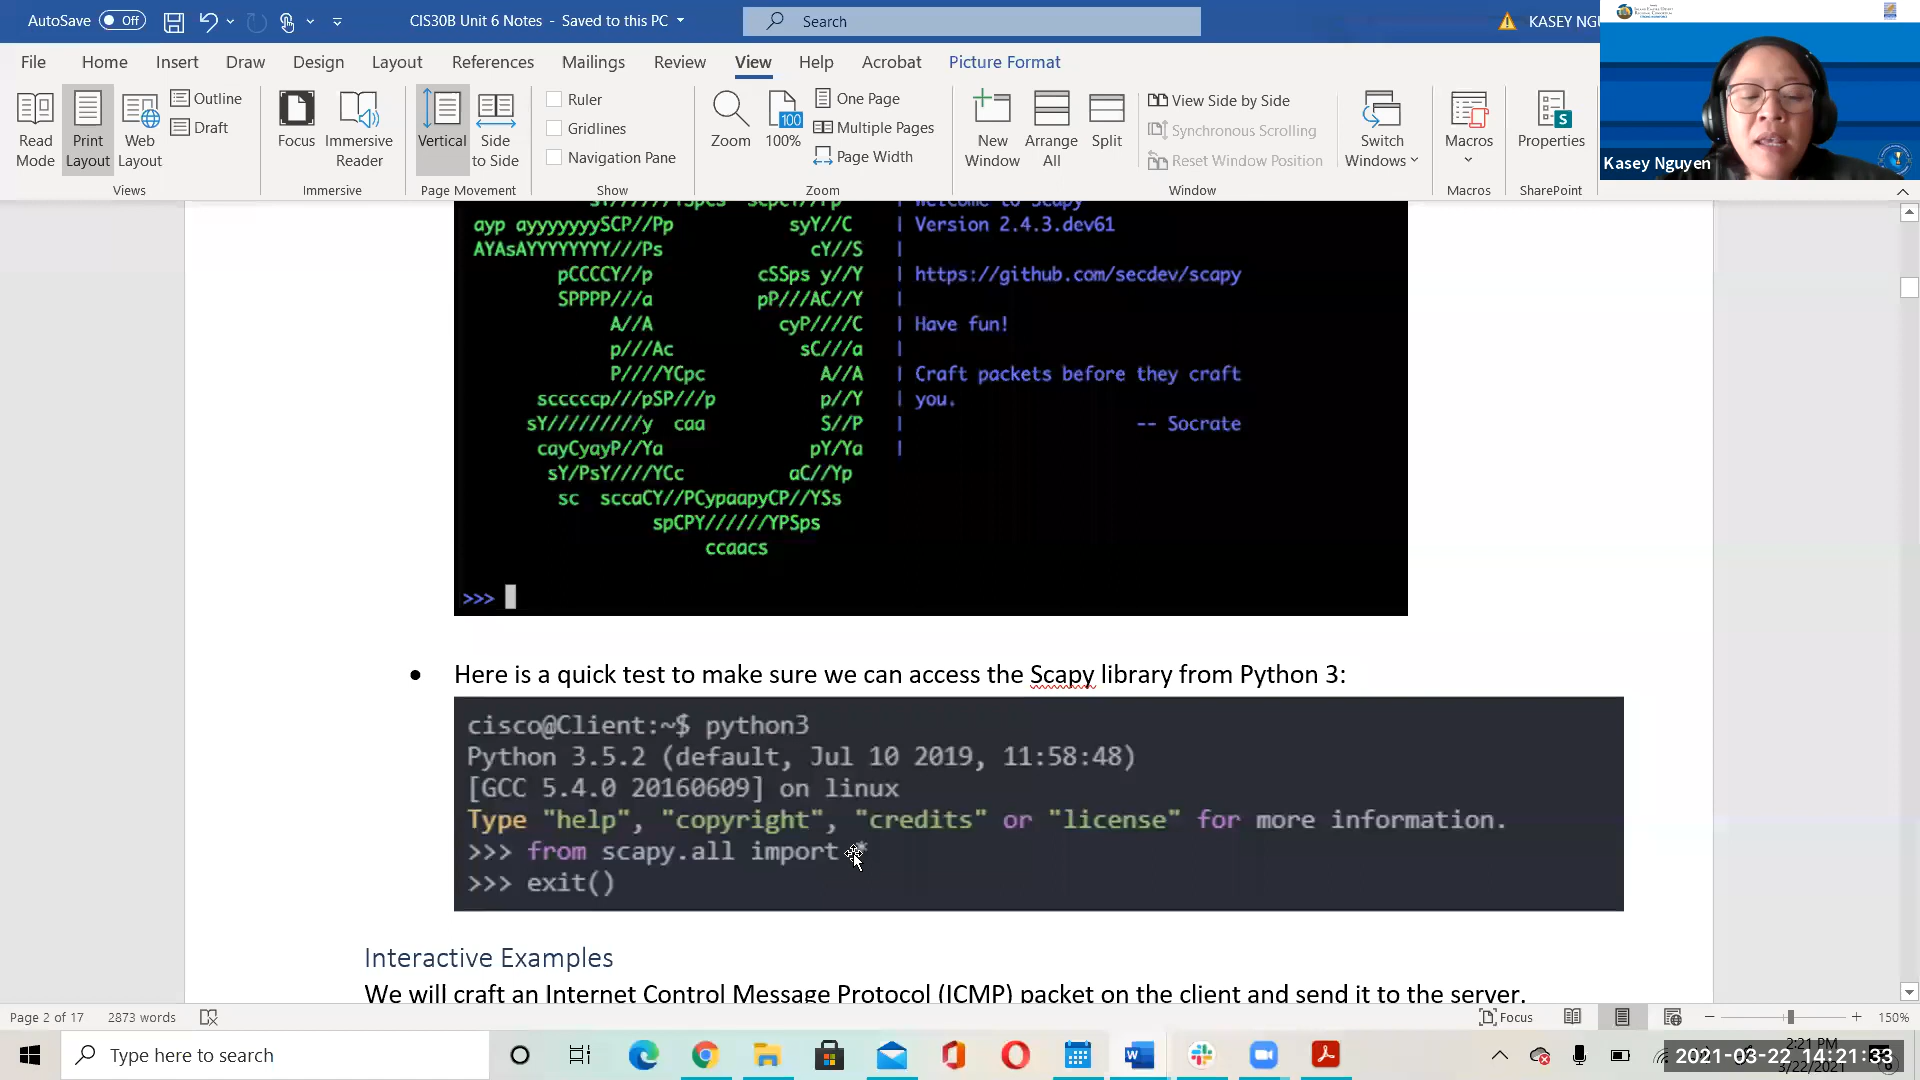 AutoSave Off CIS30B Unit 6 Notes - Saved to this PC Search KASEY NGU
File Home Insert Draw Design Layout References Mailings Review View Help Acrobat Picture Format
Read Mode Print Layout Web Layout Outline Draft Views
Focus Immersive Reader Immersive
Vertical Side to Side Page Movement
Ruler Gridlines Navigation Pane Show
Zoom 100% One Page Multiple Pages Page Width Zoom
New Window Arrange All Split View Side by Side Synchronous Scrolling Reset Window Position Switch Windows Window
Macros Macros
Properties SharePoint
Kasey Nguyen
Welcome to Scapy
ayp ayyyyyyySCP//Pp syY//C | Version 2.4.3.dev61
AYAsAYYYYYYYY///Ps cY//S |
pCCCCY//p cSSps y//Y | https://github.com/secdev/scapy
SPPPP///a pP///AC//Y |
A//A cyP////C | Have fun!
p///Ac sC///a |
P////YCpc A//A | Craft packets before they craft
scccccp///pSP///p p//Y | you.
sY/////////y caa S//P | -- Socrate
cayCyayP//Ya pY/Ya |
sY/PsY////YCc aC//Yp
sc sccaCY//PCypaapyCP//YSs
spCPY//////YPSps
ccaacs
>>>
• Here is a quick test to make sure we can access the Scapy library from Python 3:
cisco@Client:~$ python3
Python 3.5.2 (default, Jul 10 2019, 11:58:48)
[GCC 5.4.0 20160609] on linux
Type "help", "copyright", "credits" or "license" for more information.
>>> from scapy.all import *
>>> exit()
Interactive Examples
We will craft an Internet Control Message Protocol (ICMP) packet on the client and send it to the server.
Page 2 of 17 2873 words Focus 150%
Type here to search
2:21 PM
2021-03-22 14:21:33
3/22/2021